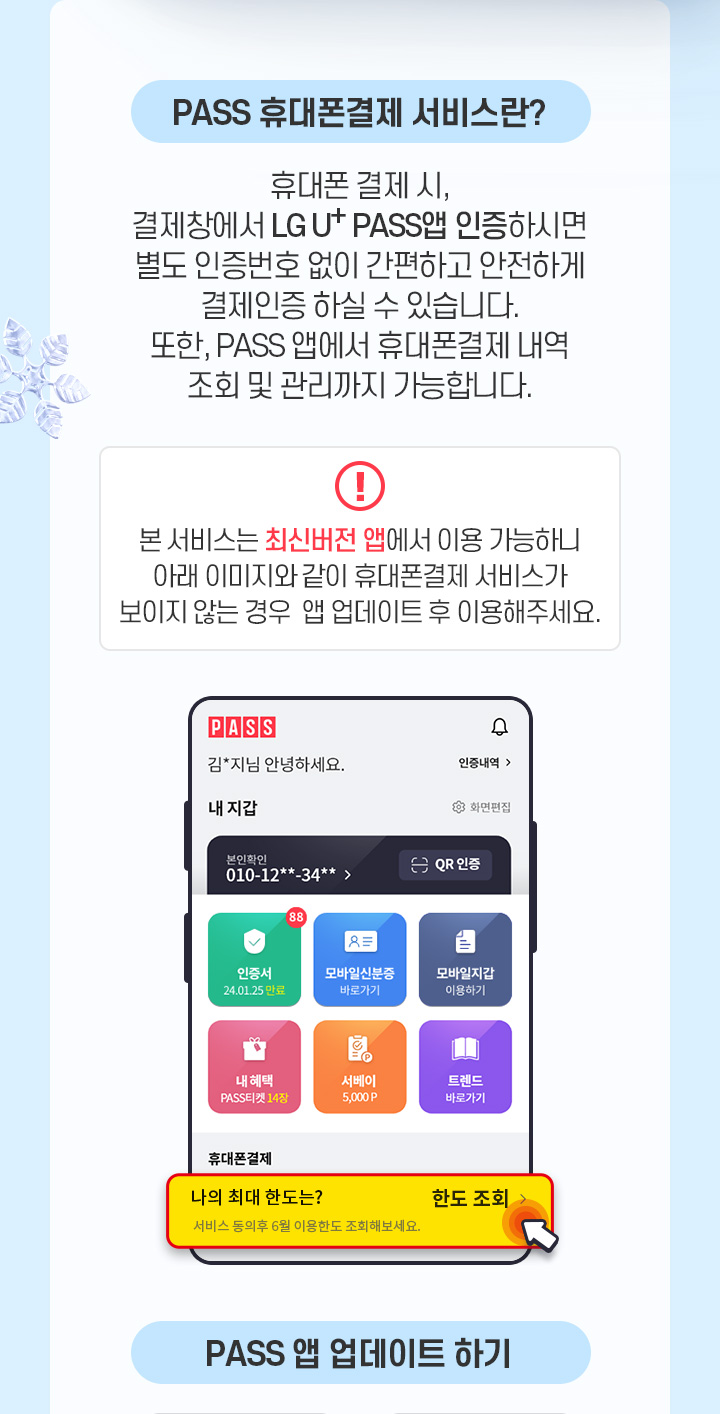 PASS 휴대폰결제 서비스란?
휴대폰 결제 시,
결제창에서 LG U+ PASS앱 인증하시면
별도 인증번호 없이 간편하고 안전하게
결제인증 하실 수 있습니다.
또한, PASS 앱에서 휴대폰결제 내역
조회 및 관리까지 가능합니다.
!
본 서비스는 최신버전 앱에서 이용 가능하니
아래 이미지와 같이 휴대폰결제 서비스가
보이지 않는 경우 앱 업데이트 후 이용해주세요.
PASS
김*지님 안녕하세요.
인증내역 >
내 지갑
화면편집
본인확인
010-12**-34** >
QR 인증
88
인증서
24.01.25 만료
모바일신분증
바로가기
모바일지갑
이용하기
내 혜택
PASS티켓 14장
서베이
5,000 P
트렌드
바로가기
휴대폰결제
나의 최대 한도는?
한도 조회 >
서비스 동의후 6월 이용한도 조회해보세요.
PASS 앱 업데이트 하기